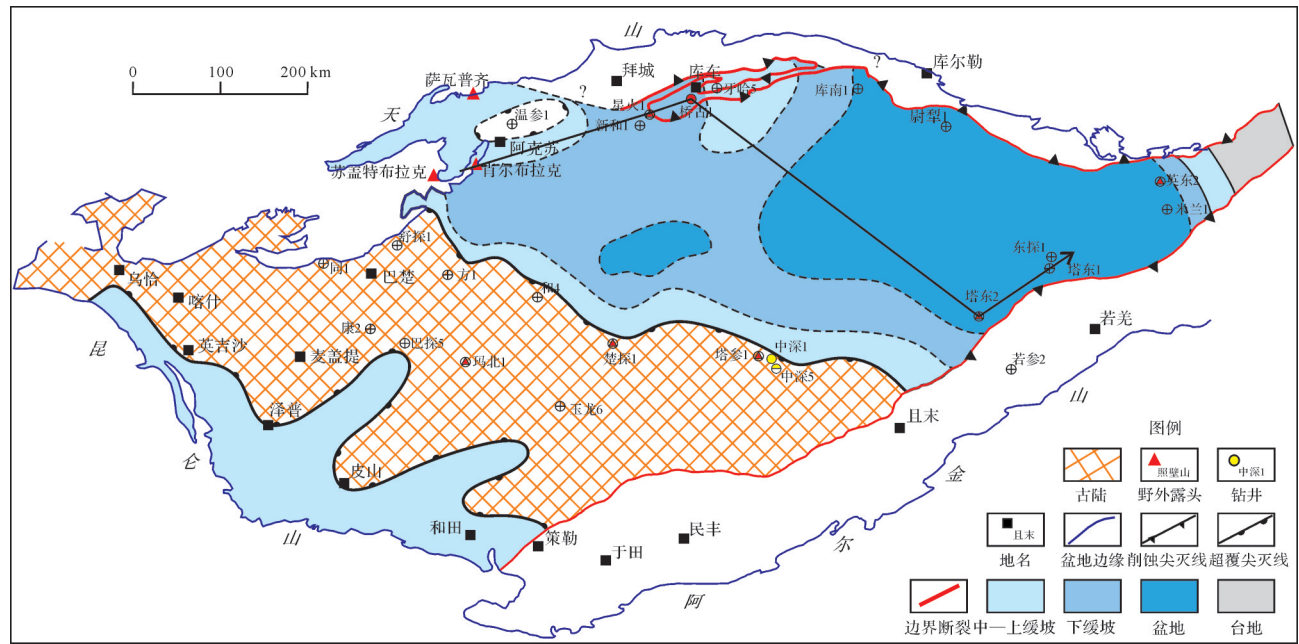 山
0 100 200 km
天
萨瓦普齐
温参1
阿克苏
苏盖特布拉克
肖尔布拉克
?
拜城
库车
牙哈5
星火1
新和1
桥古1
?
库南1
库尔勒
尉犁1
英东2
米兰1
东探1
塔东1
塔东2
若羌
若参2
舒探1
同1
乌恰
巴楚
方1
和4
喀什
康2
英吉沙
麦盖提
巴探5
玛北1
楚探1
塔参1
中深1
中深5
玉龙6
且末
泽普
皮山
和田
策勒
于田
民丰
昆
仑
山
阿
尔
金
山
图例
照壁山
中深1
古陆
野外露头
钻井
且末
地名
盆地边缘
削蚀尖灭线
超覆尖灭线
边界断裂
中—上缓坡
下缓坡
盆地
台地